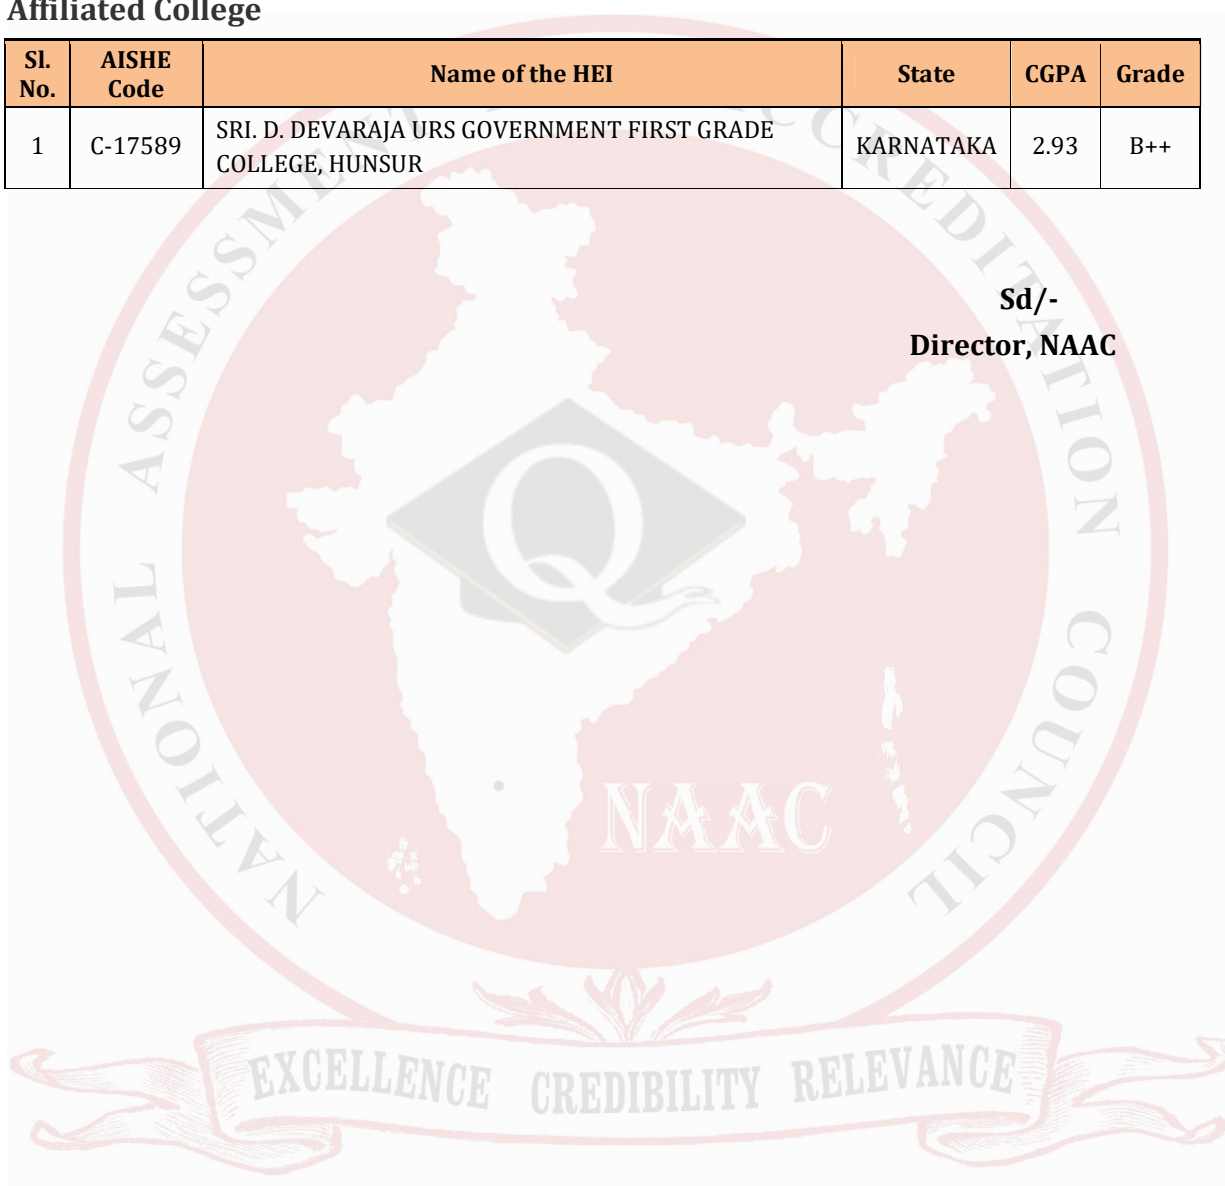 Affiliated College
Sl. No. AISHE Code Name of the HEI State CGPA Grade
1 C-17589 SRI. D. DEVARAJA URS GOVERNMENT FIRST GRADE COLLEGE, HUNSUR KARNATAKA 2.93 B++
Sd/-
Director, NAAC
NATIONAL ASSESSMENT ACCREDITATION COUNCIL
NAAC
EXCELLENCE CREDIBILITY RELEVANCE